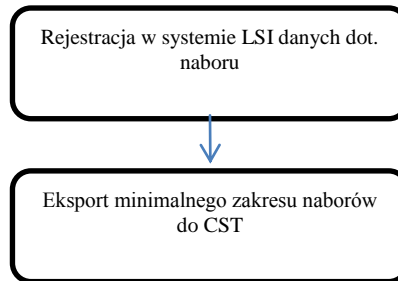 Rejestracja w systemie LSI danych dot.
naboru
Eksport minimalnego zakresu naborów
do CST